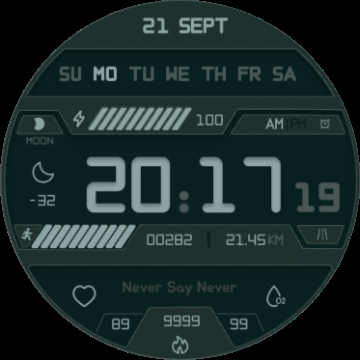 21 SEPT
SU MO TU WE TH FR SA
100
AM PM
MOON
20:17 19
-32
00282 | 21.45 KM
Never Say Never
O2
89 9999 99